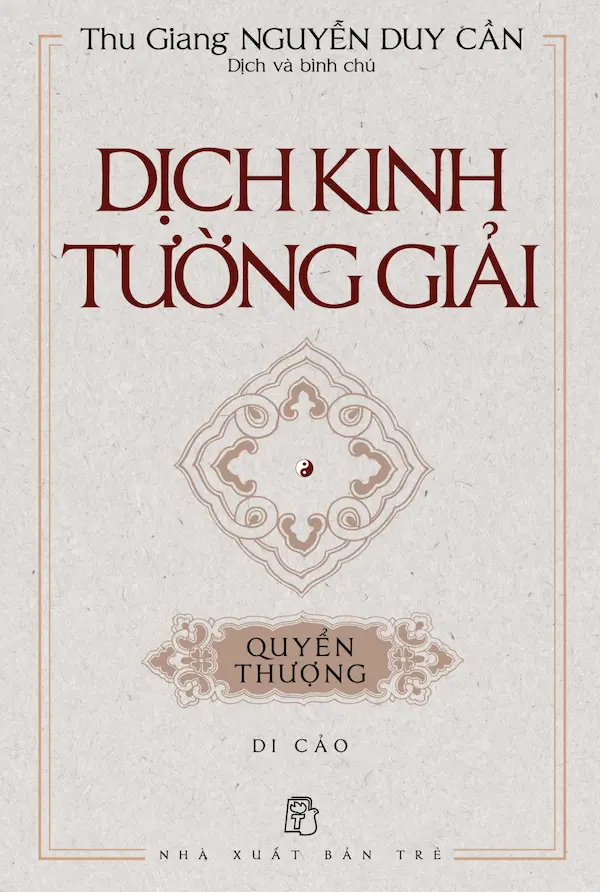 Thu Giang NGUYỄN DUY CẦN
Dịch và bình chú
DỊCH KINH
TƯỜNG GIẢI
QUYỂN
THƯỢNG
DI CẢO
T
NHÀ XUẤT BẢN TRẺ